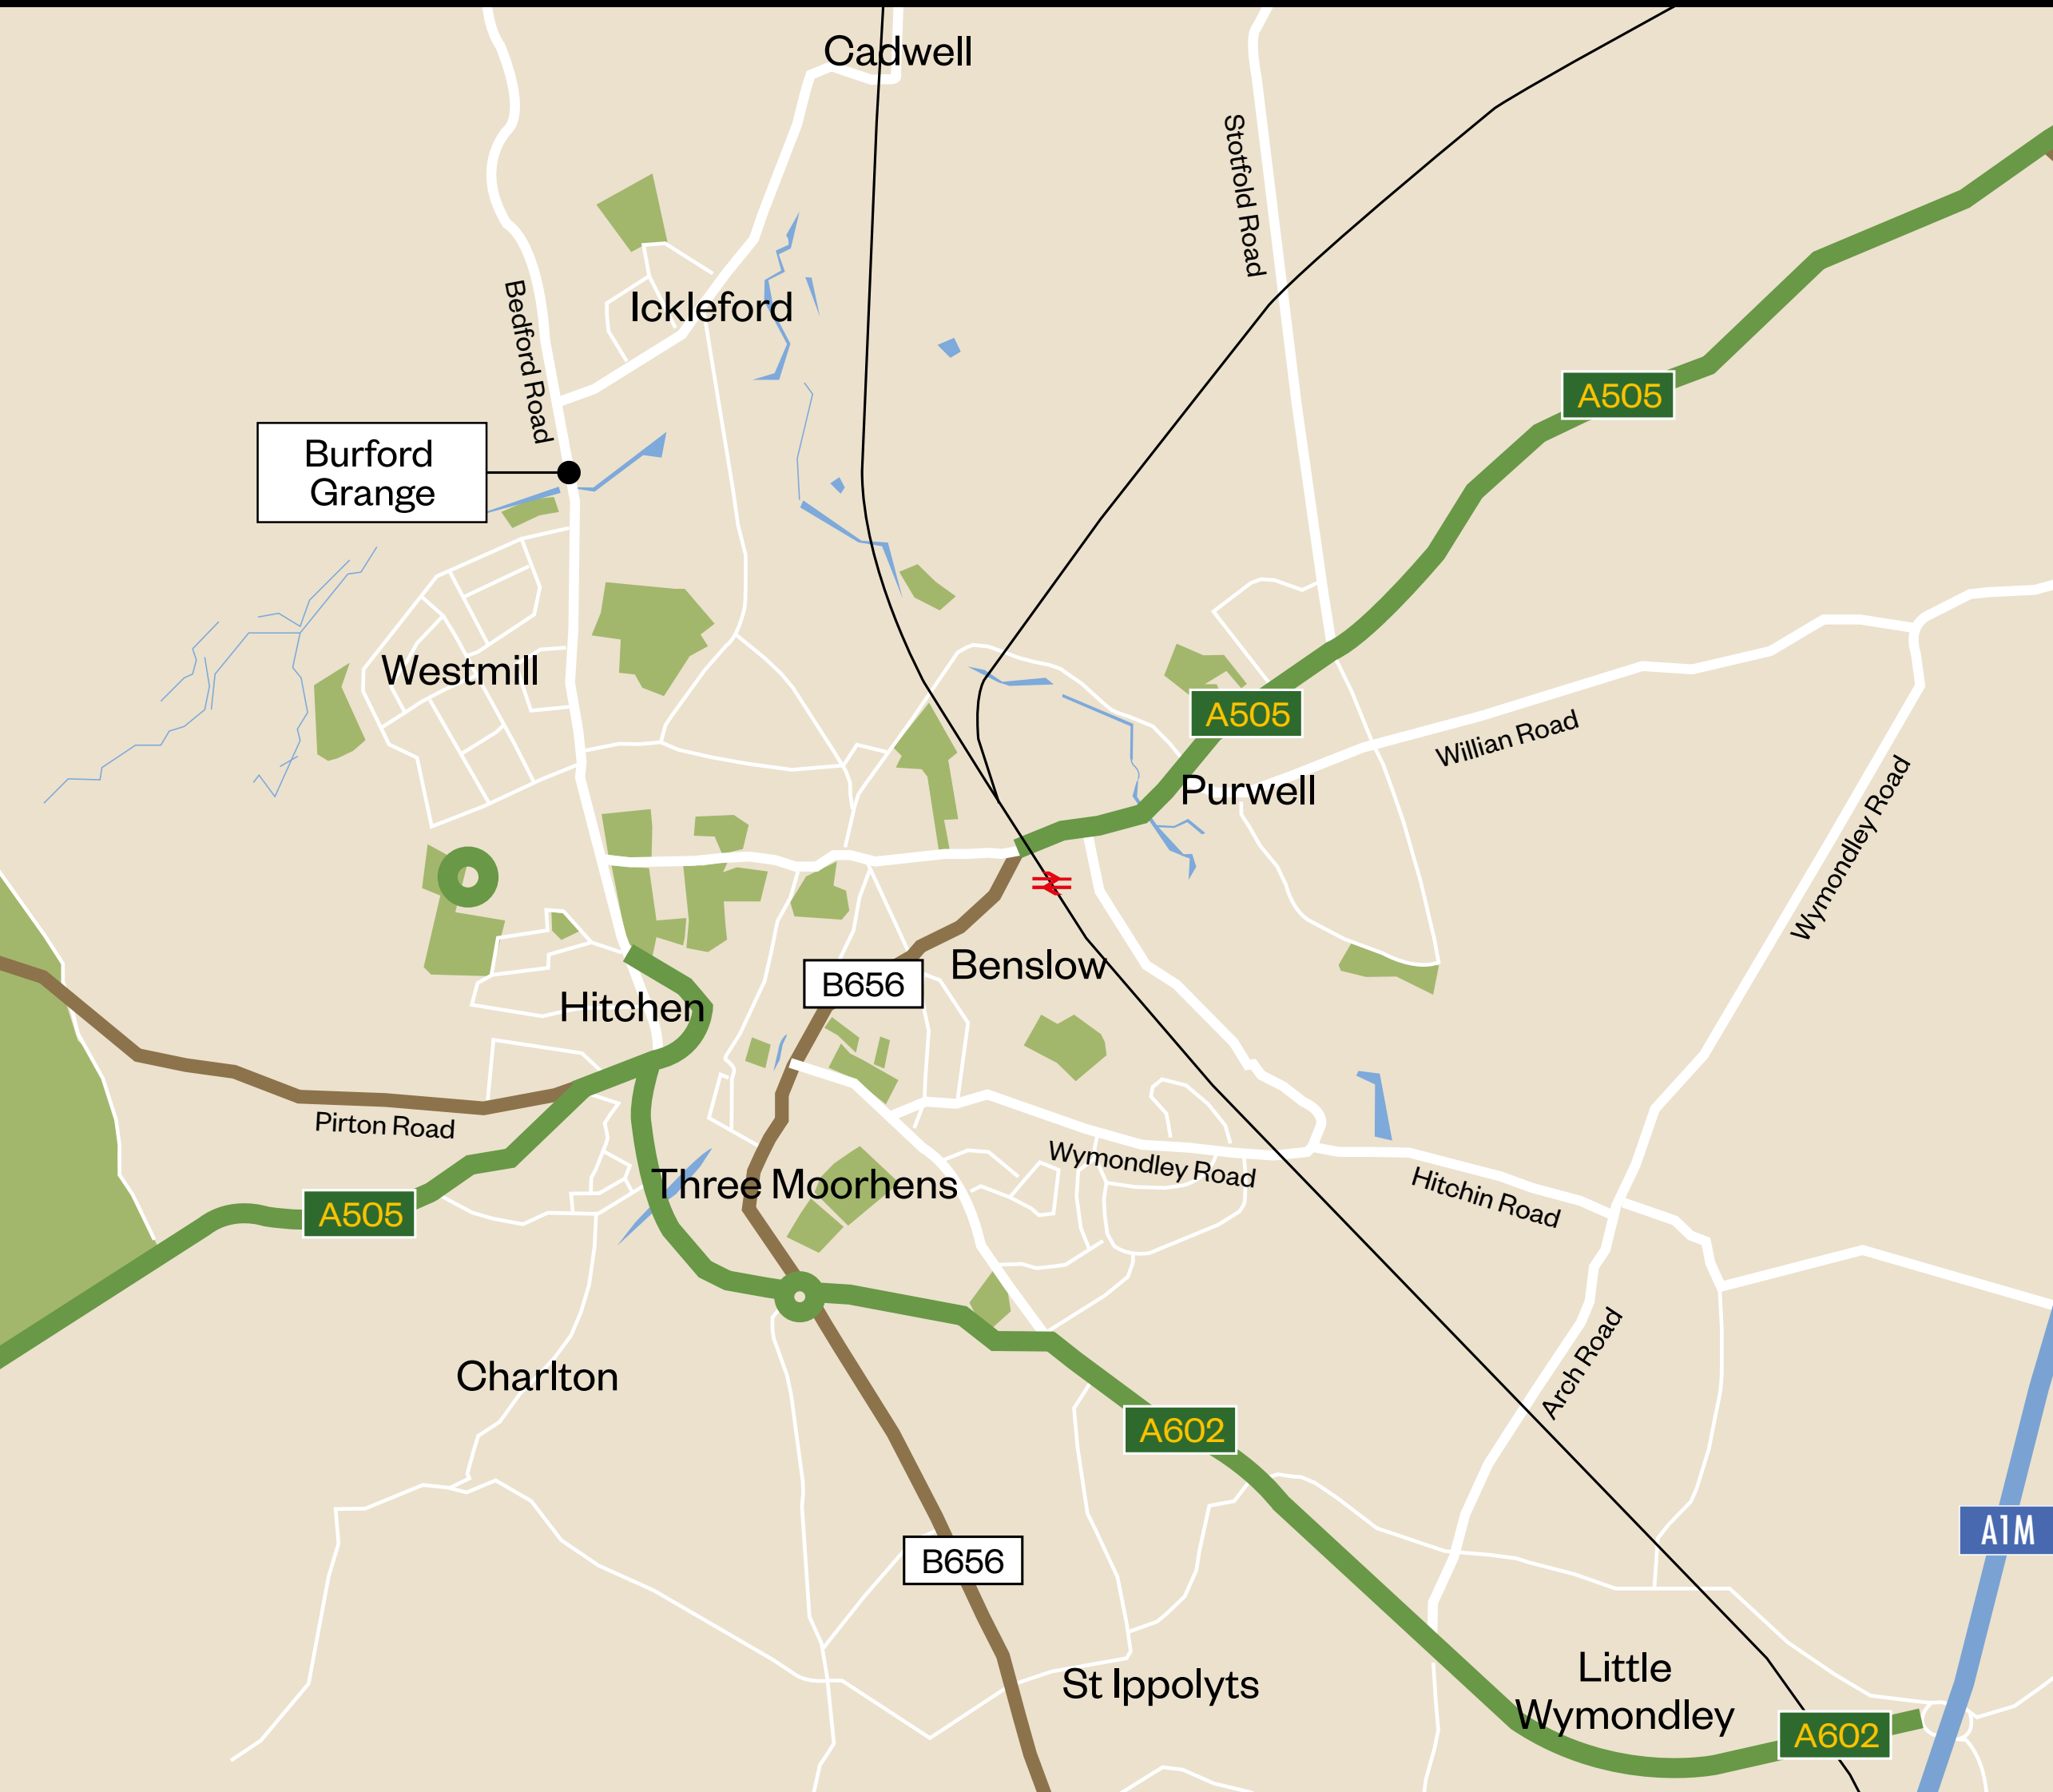 Cadwell
Stotfold Road
Ickleford
Bedford Road
A505
Burford
Grange
Westmill
A505
Willian Road
Purwell
Wymondley Road
Benslow
B656
Hitchen
Pirton Road
Wymondley Road
Three Moorhens
Hitchin Road
A505
Arch Road
Charlton
A602
A1M
B656
St Ippolyts
Little
Wymondley
A602